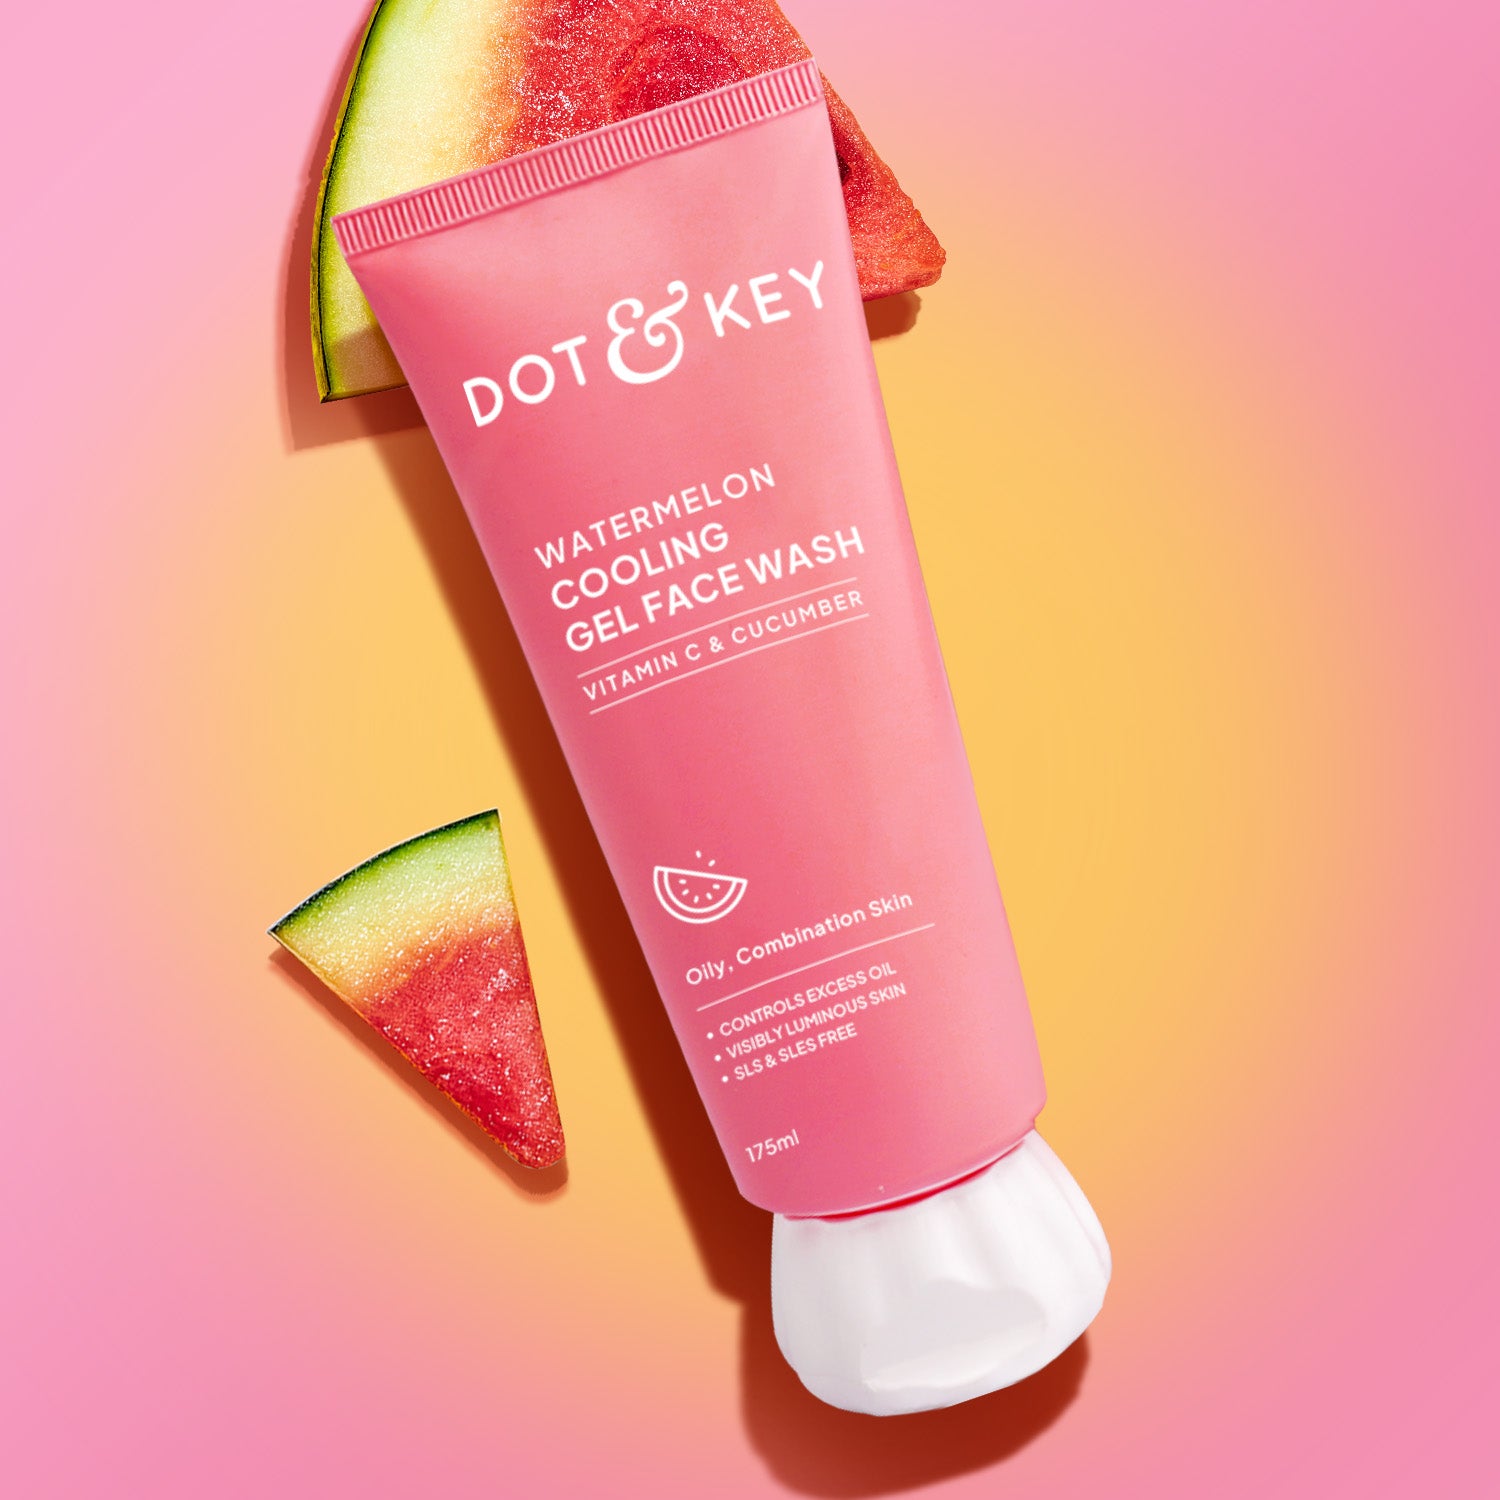 DOT & KEY
WATERMELON
COOLING
GEL FACE WASH
VITAMIN C & CUCUMBER
Oily, Combination Skin
• CONTROLS EXCESS OIL
• VISIBLY LUMINOUS SKIN
• SLS & SLES FREE
175ml